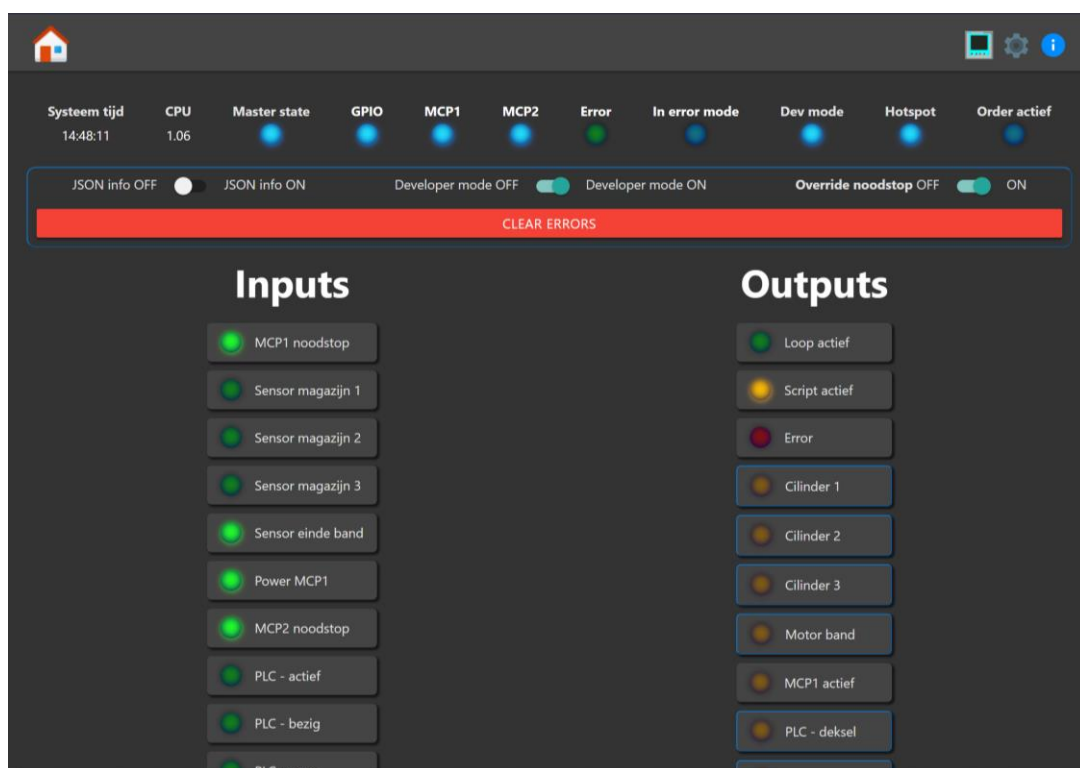 Systeem tijd CPU Master state GPIO MCP1 MCP2 Error In error mode Dev mode Hotspot Order actief
14:48:11 1.06
JSON info OFF JSON info ON Developer mode OFF Developer mode ON Override noodstop OFF ON
CLEAR ERRORS
Inputs
MCP1 noodstop
Sensor magazijn 1
Sensor magazijn 2
Sensor magazijn 3
Sensor einde band
Power MCP1
MCP2 noodstop
PLC - actief
PLC - bezig
Outputs
Loop actief
Script actief
Error
Cilinder 1
Cilinder 2
Cilinder 3
Motor band
MCP1 actief
PLC - deksel